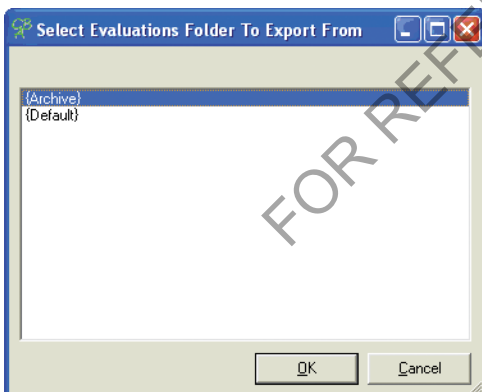 Select Evaluations Folder To Export From
{Archive}
{Default}
OK
Cancel
FOR REF